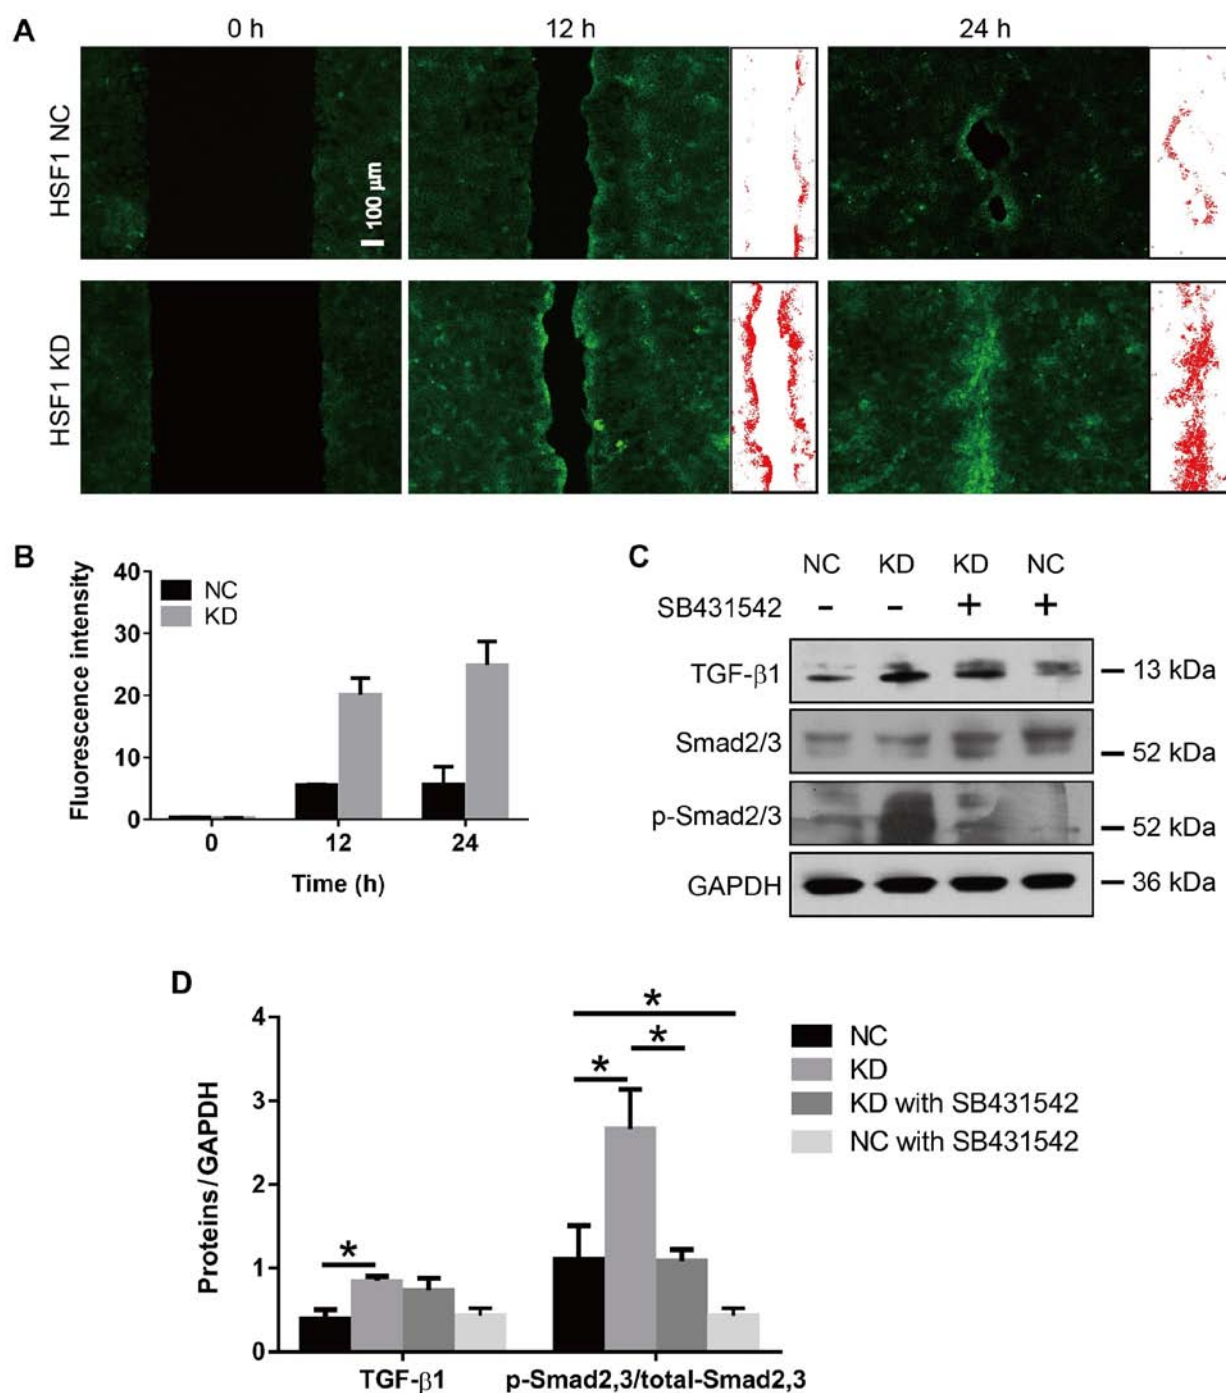 A
0 h
12 h
24 h
HSF1 NC
100 µm
HSF1 KD
B
Fluorescence intensity
40
30
20
10
0
NC
KD
0
12
24
Time (h)
C
NC KD KD NC
SB431542 - - + +
TGF-β1
13 kDa
Smad2/3
52 kDa
p-Smad2/3
52 kDa
GAPDH
36 kDa
D
Proteins/GAPDH
4
3
2
1
0
*
*
*
*
NC
KD
KD with SB431542
NC with SB431542
TGF-β1
p-Smad2,3/total-Smad2,3